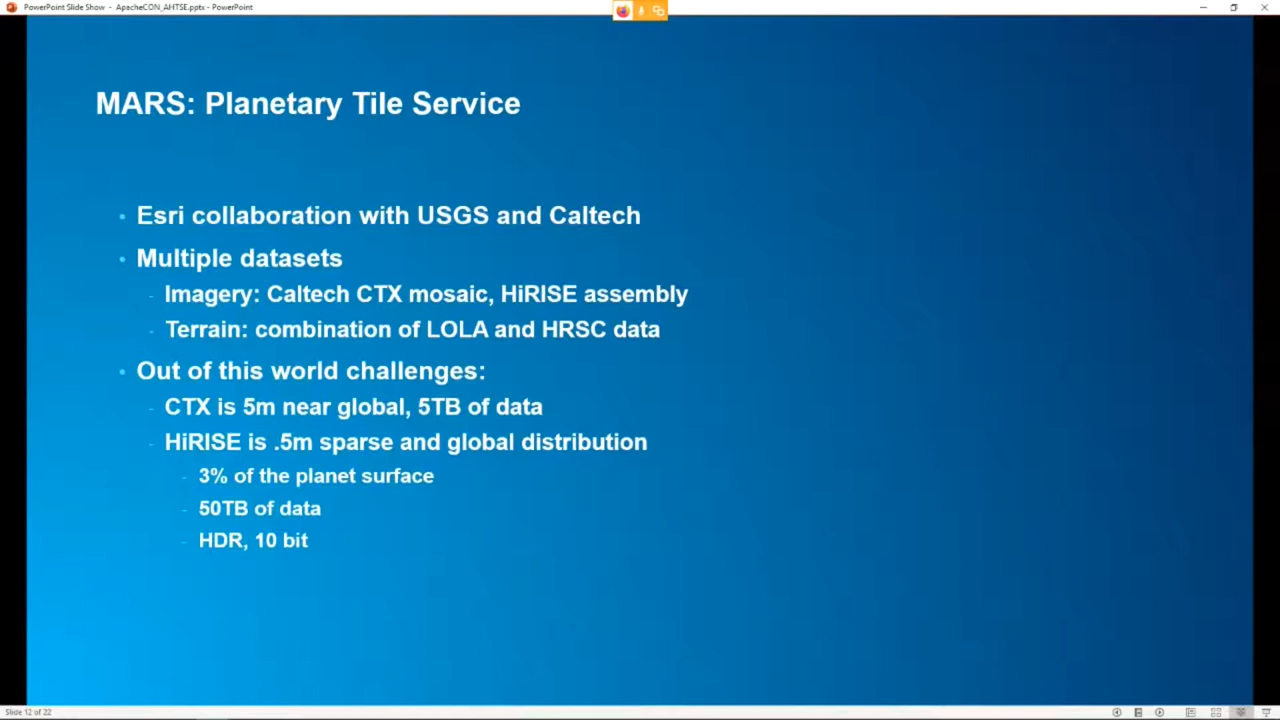 PowerPoint Slide Show - ApacheCON_AHTSE.pptx - PowerPoint
MARS: Planetary Tile Service
• Esri collaboration with USGS and Caltech
• Multiple datasets
- Imagery: Caltech CTX mosaic, HiRISE assembly
- Terrain: combination of LOLA and HRSC data
• Out of this world challenges:
- CTX is 5m near global, 5TB of data
- HiRISE is .5m sparse and global distribution
- 3% of the planet surface
- 50TB of data
- HDR, 10 bit
Slide 12 of 22